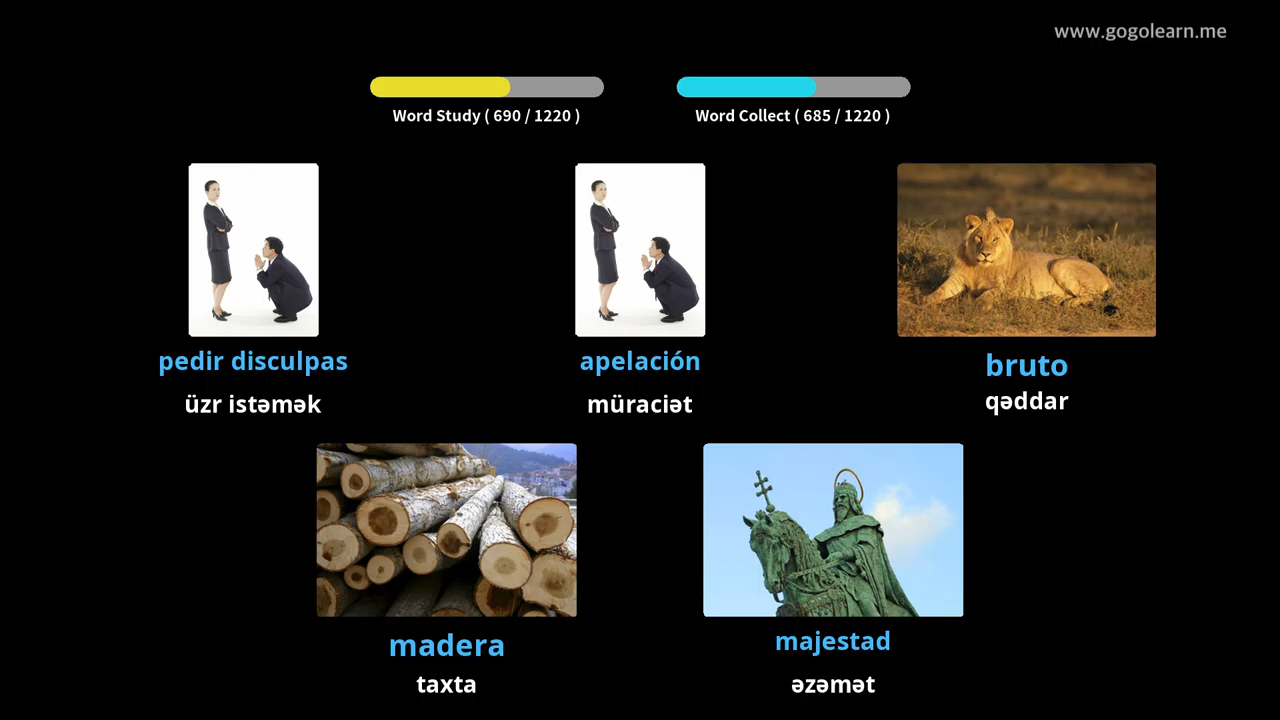 www.gogolearn.me
Word Study ( 690 / 1220 )
Word Collect ( 685 / 1220 )
pedir disculpas
üzr istəmək
apelación
müraciət
bruto
qəddar
madera
taxta
majestad
əzəmət